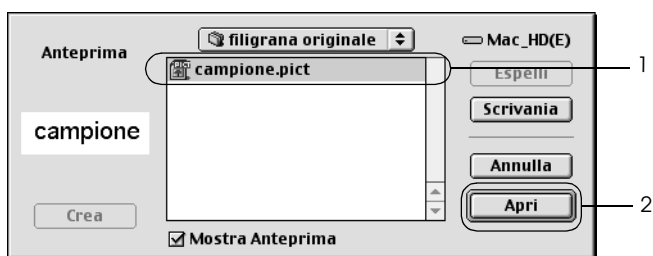 Anteprima
filigrana originale
Mac_HD(E)
campione.pict
1
Espelli
Scrivania
campione
Annulla
Apri
2
Crea
Mostra Anteprima